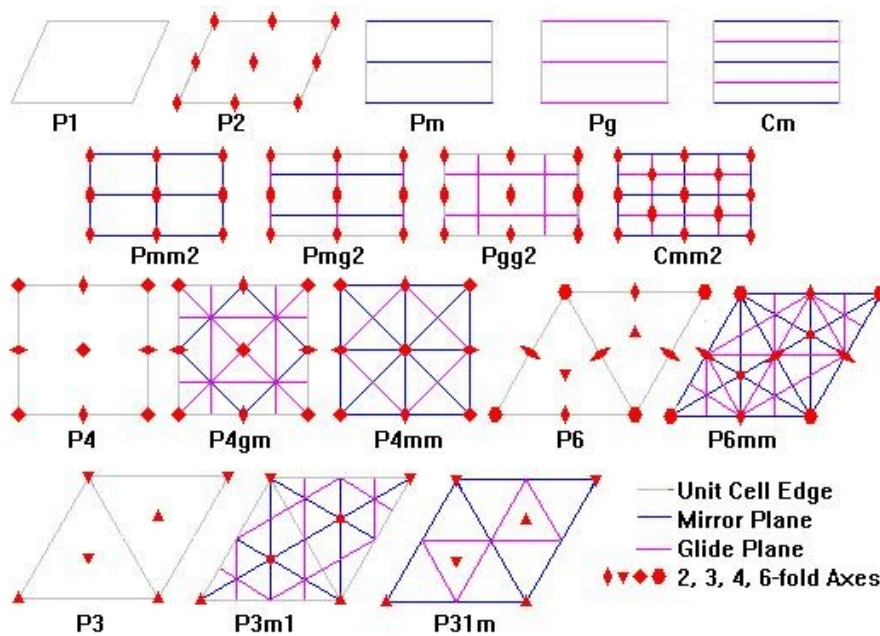 P1 P2 Pm Pg Cm
Pmm2 Pmg2 Pgg2 Cmm2
P4 P4gm P4mm P6 P6mm
Unit Cell Edge
Mirror Plane
Glide Plane
2, 3, 4, 6-fold Axes
P3 P3m1 P31m